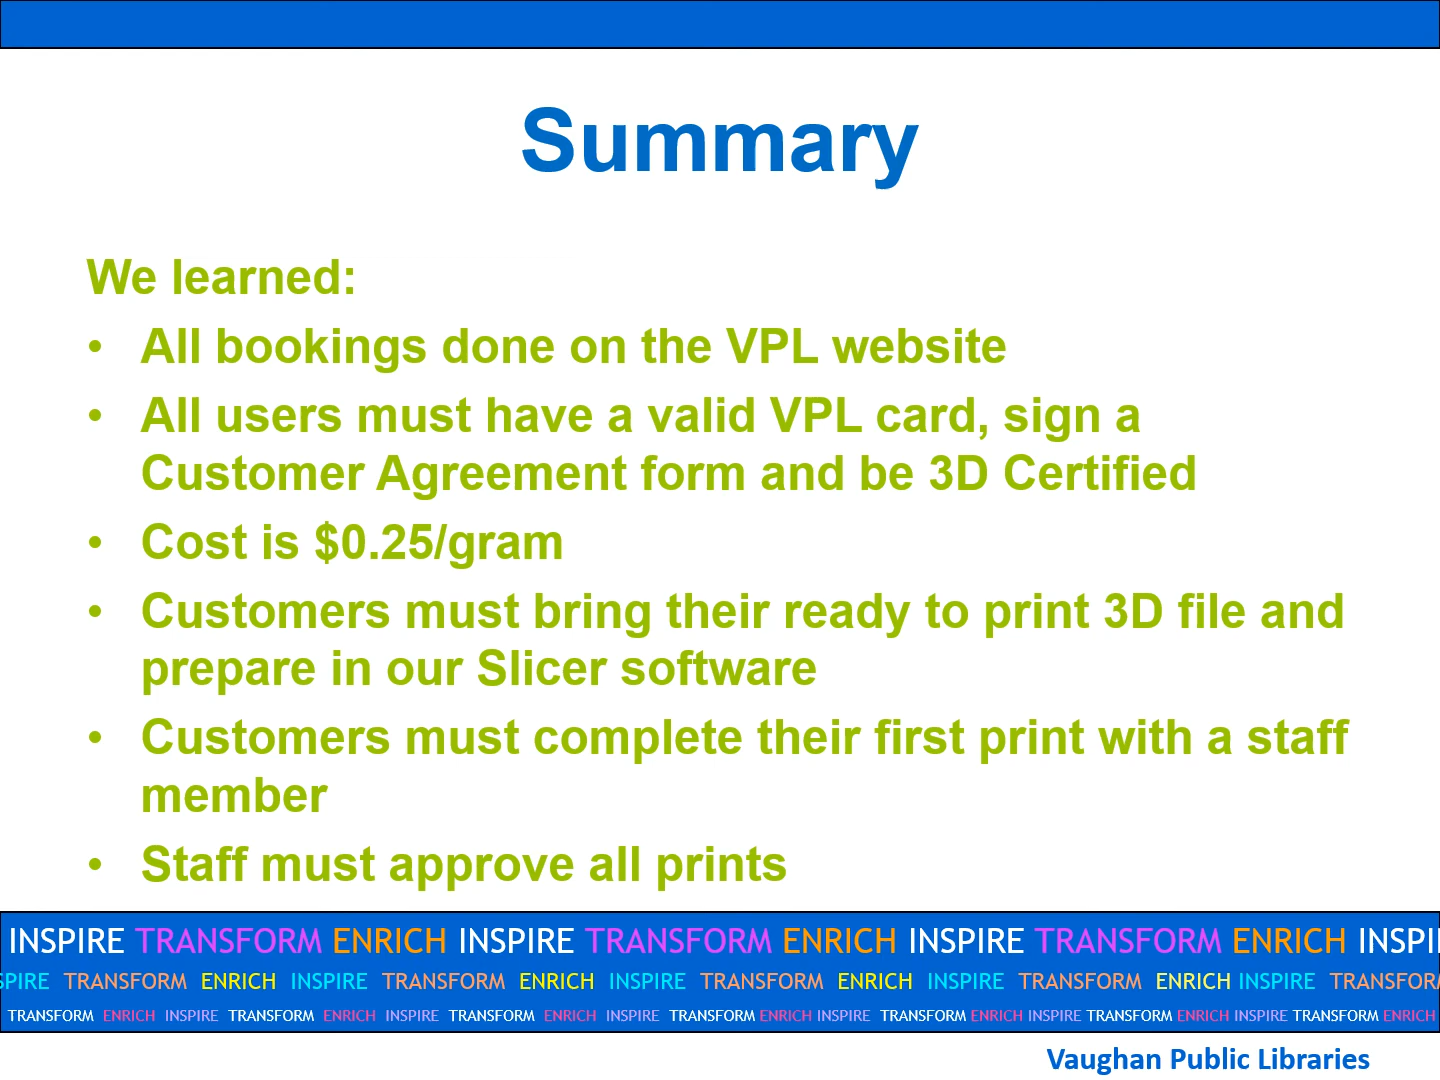 Summary
We learned:
• All bookings done on the VPL website
• All users must have a valid VPL card, sign a
Customer Agreement form and be 3D Certified
• Cost is $0.25/gram
• Customers must bring their ready to print 3D file and
prepare in our Slicer software
• Customers must complete their first print with a staff
member
• Staff must approve all prints
INSPIRE TRANSFORM ENRICH INSPIRE TRANSFORM ENRICH INSPIRE TRANSFORM ENRICH INSPI
SPIRE TRANSFORM ENRICH INSPIRE TRANSFORM ENRICH INSPIRE TRANSFORM ENRICH INSPIRE TRANSFORM ENRICH INSPIRE TRANSFORM
TRANSFORM ENRICH INSPIRE TRANSFORM ENRICH INSPIRE TRANSFORM ENRICH INSPIRE TRANSFORM ENRICH INSPIRE TRANSFORM ENRICH INSPIRE TRANSFORM ENRICH INSPIRE TRANSFORM ENRICH
Vaughan Public Libraries